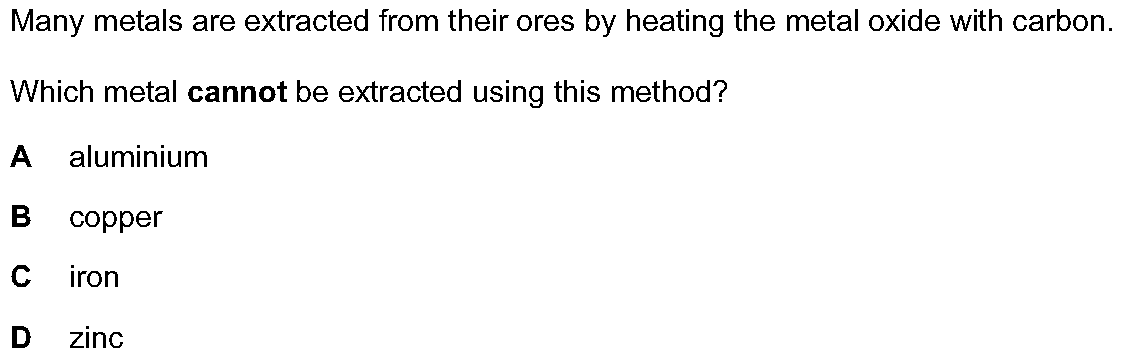 Many metals are extracted from their ores by heating the metal oxide with carbon.
Which metal cannot be extracted using this method?
A aluminium
B copper
C iron
D zinc